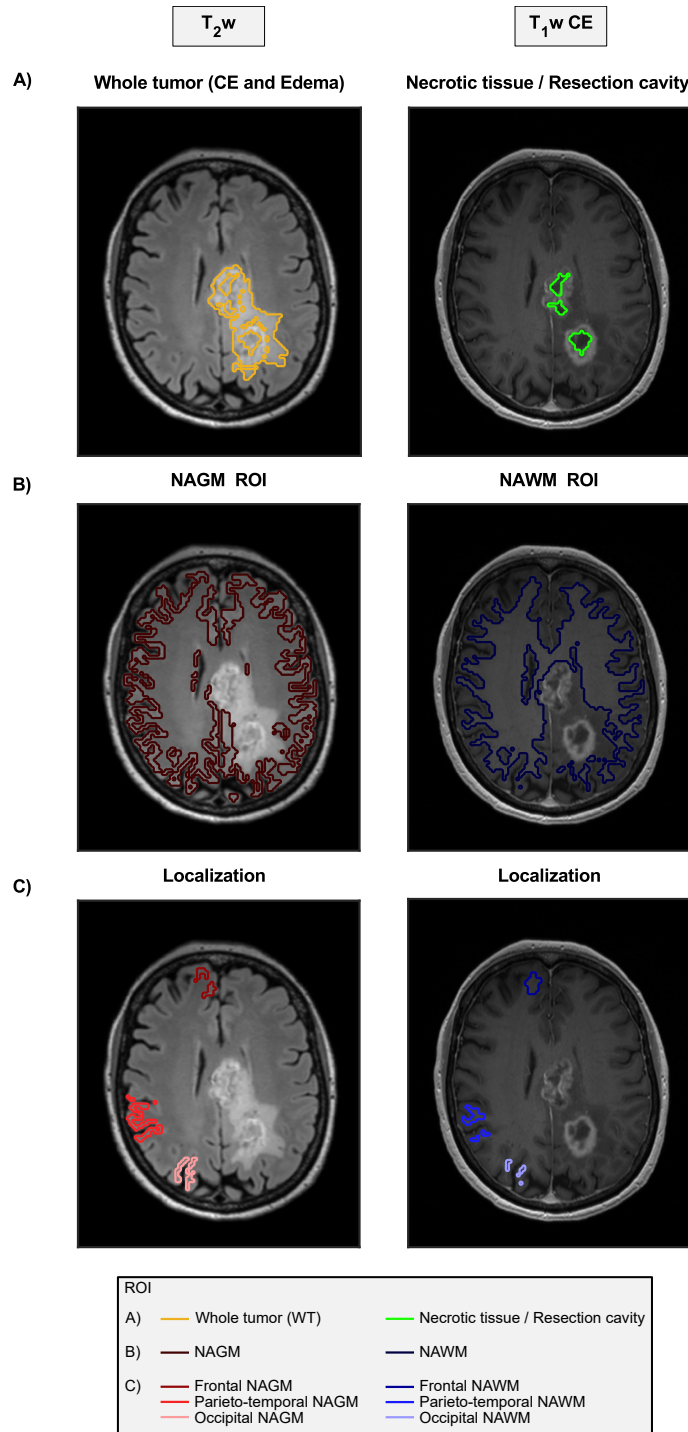 T2w T1w CE
A)
Whole tumor (CE and Edema) Necrotic tissue / Resection cavity
B)
NAGM ROI NAWM ROI
C)
Localization Localization
ROI
A) Whole tumor (WT) Necrotic tissue / Resection cavity
B) NAGM NAWM
C) Frontal NAGM Frontal NAWM
Parieto-temporal NAGM Parieto-temporal NAWM
Occipital NAGM Occipital NAWM